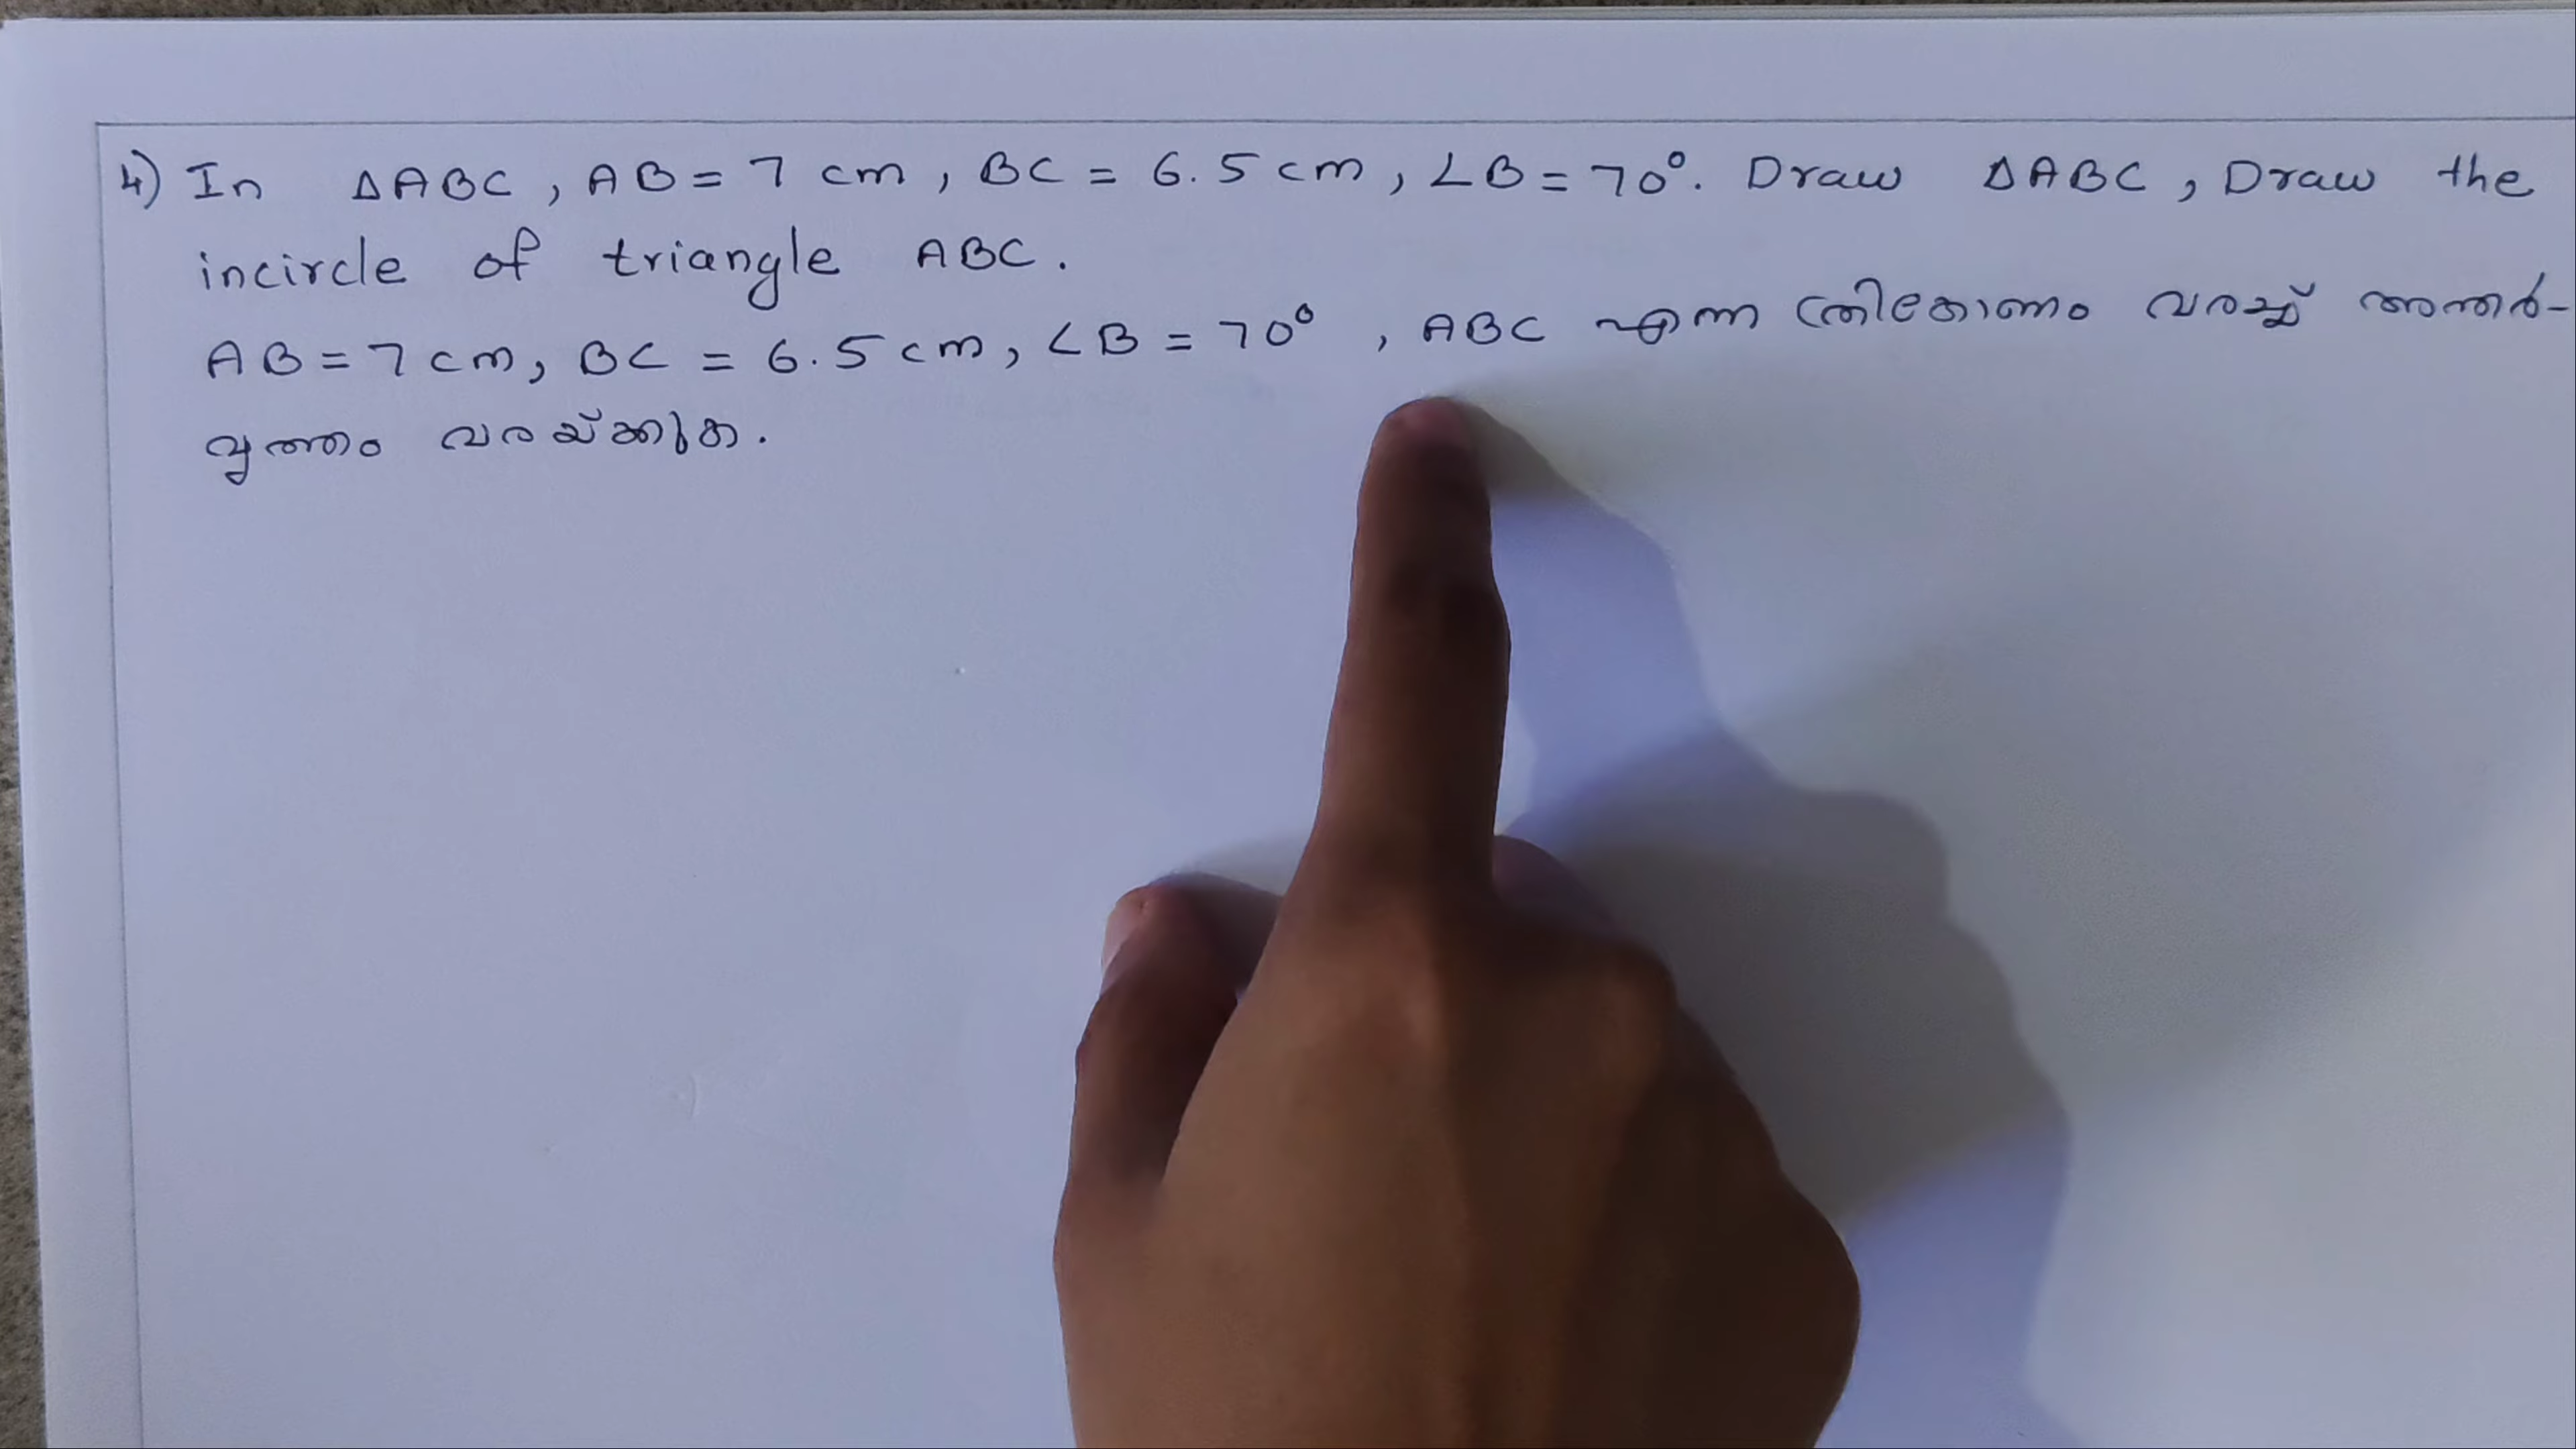 4) In ΔABC, AB = 7 cm, BC = 6.5 cm, ∠B = 70°. Draw ΔABC, Draw the
incircle of triangle ABC.
AB = 7 cm, BC = 6.5 cm, ∠B = 70°, ABC എന്ന ത്രികോണം വരച്ച് അന്തർ-
വൃത്തം വരയ്ക്കുക.